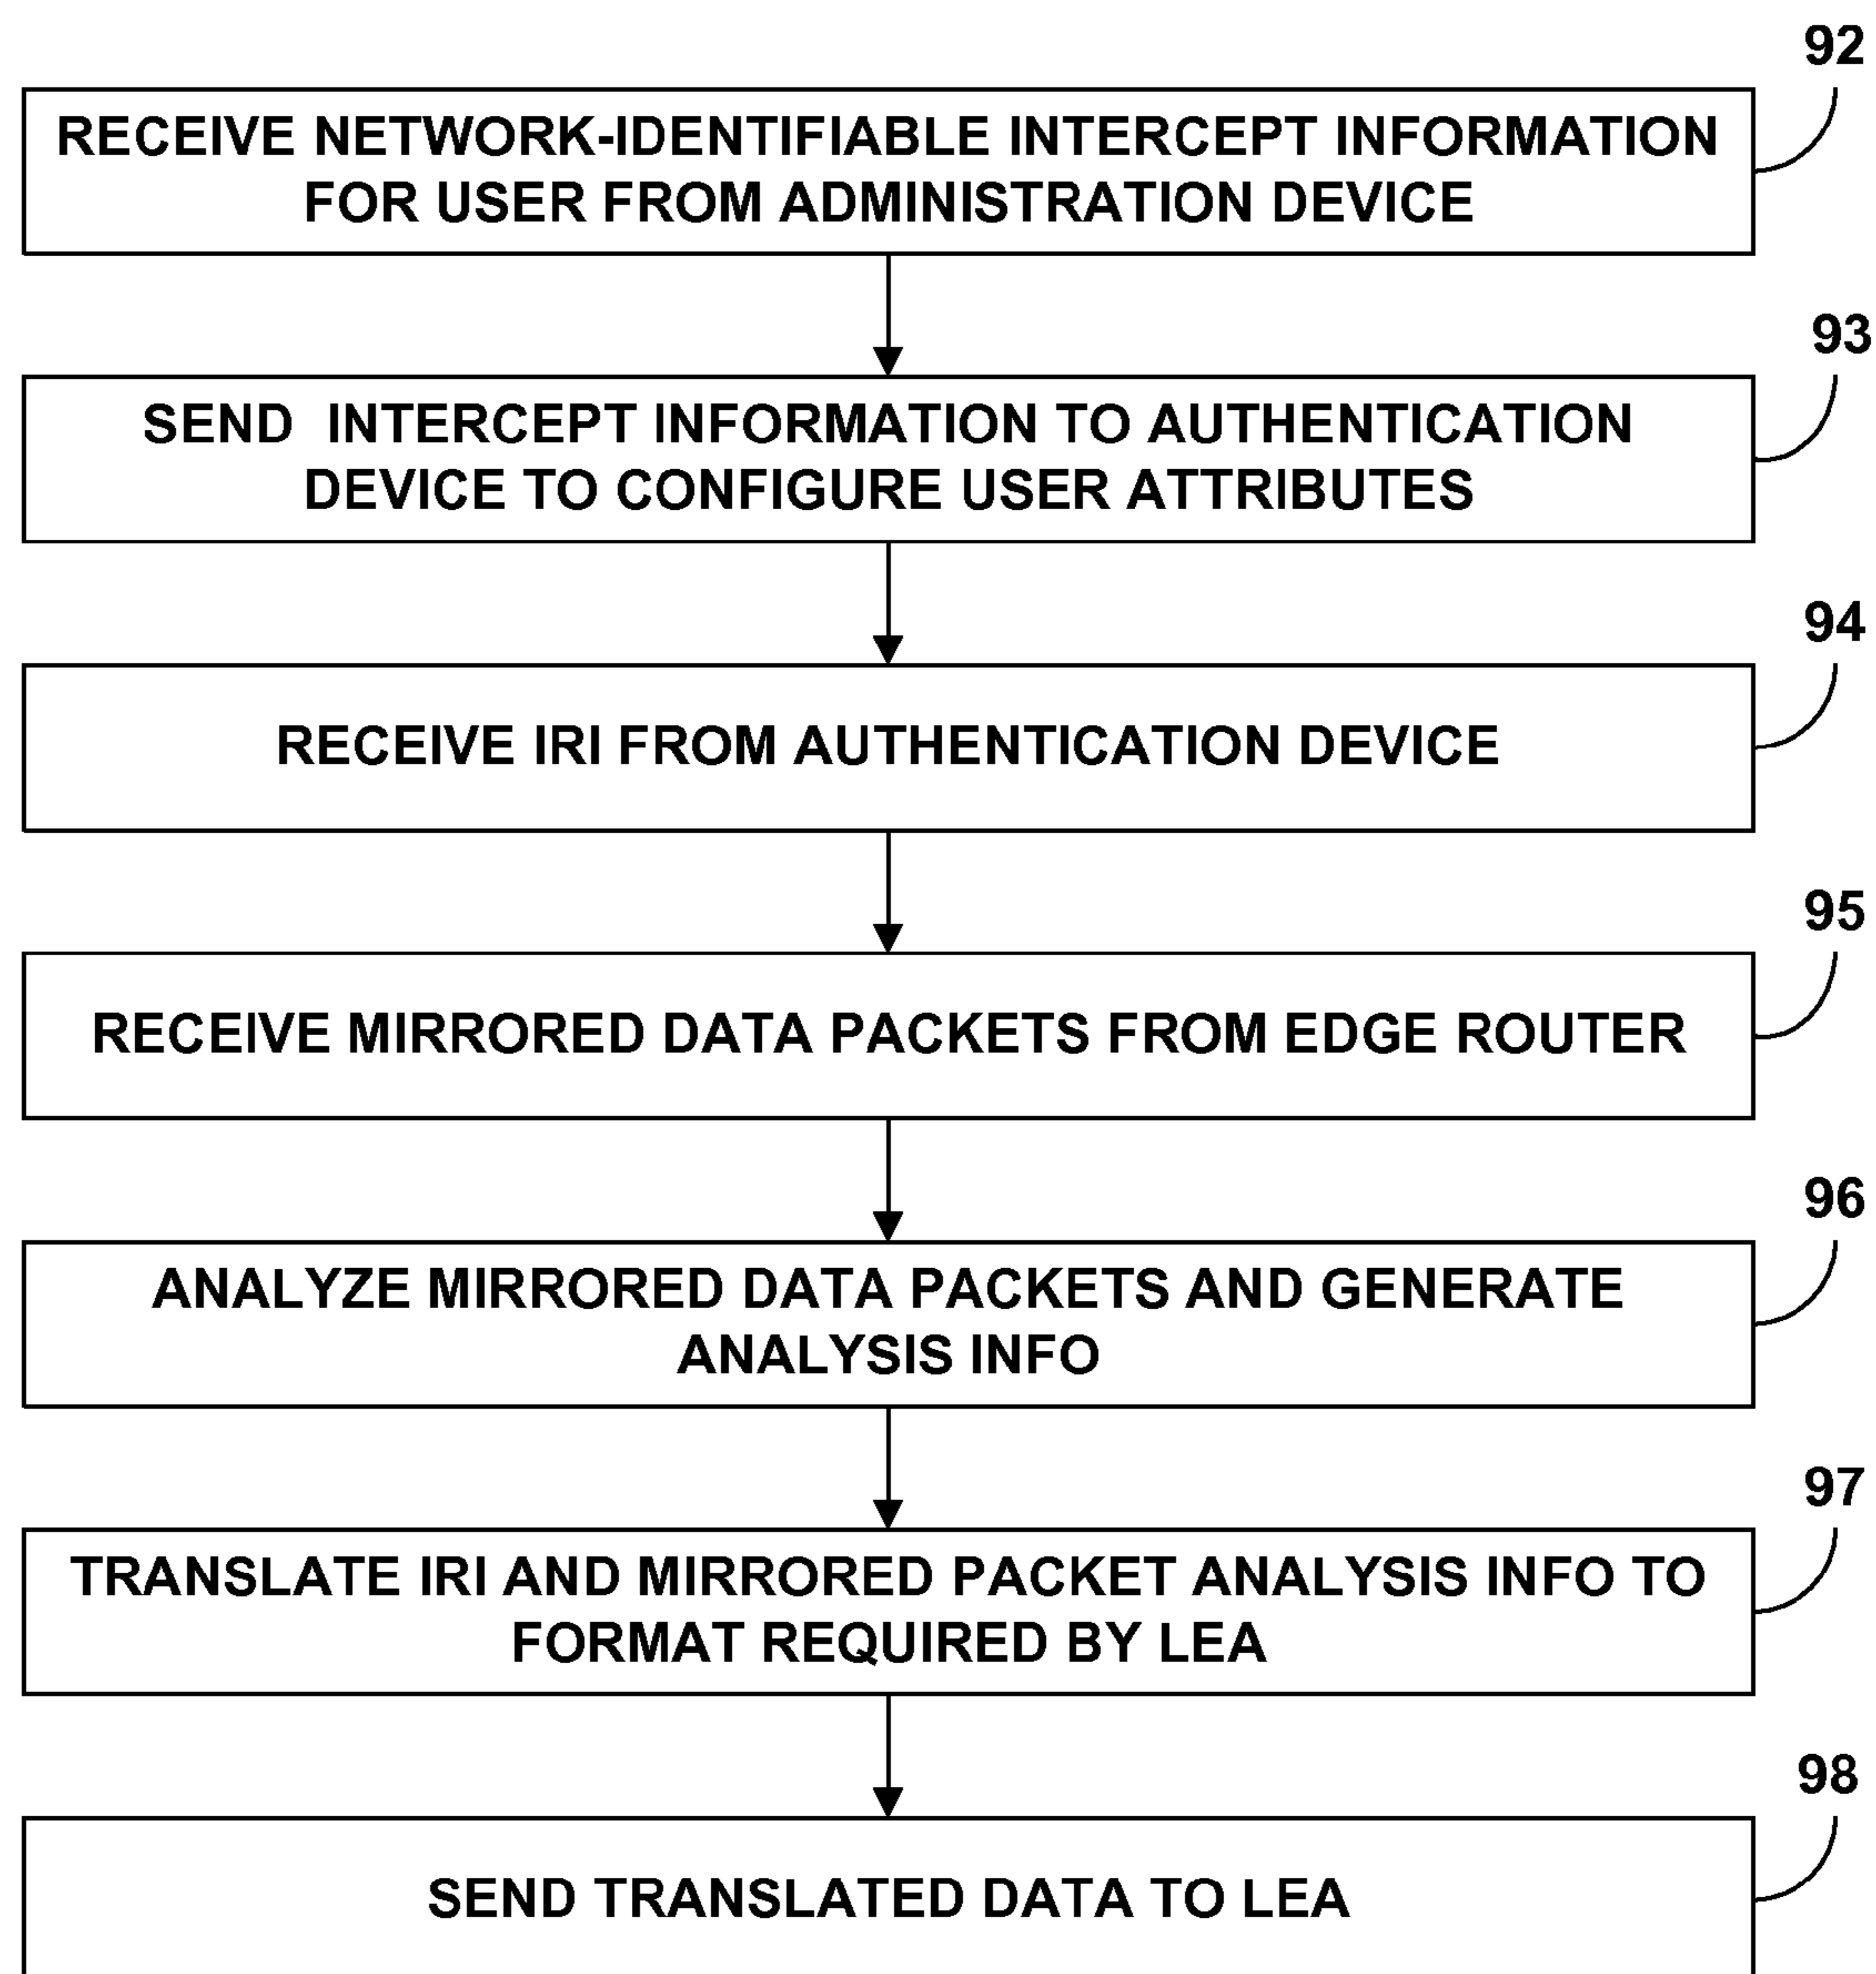 92
RECEIVE NETWORK-IDENTIFIABLE INTERCEPT INFORMATION
FOR USER FROM ADMINISTRATION DEVICE
93
SEND INTERCEPT INFORMATION TO AUTHENTICATION
DEVICE TO CONFIGURE USER ATTRIBUTES
94
RECEIVE IRI FROM AUTHENTICATION DEVICE
95
RECEIVE MIRRORED DATA PACKETS FROM EDGE ROUTER
96
ANALYZE MIRRORED DATA PACKETS AND GENERATE
ANALYSIS INFO
97
TRANSLATE IRI AND MIRRORED PACKET ANALYSIS INFO TO
FORMAT REQUIRED BY LEA
98
SEND TRANSLATED DATA TO LEA